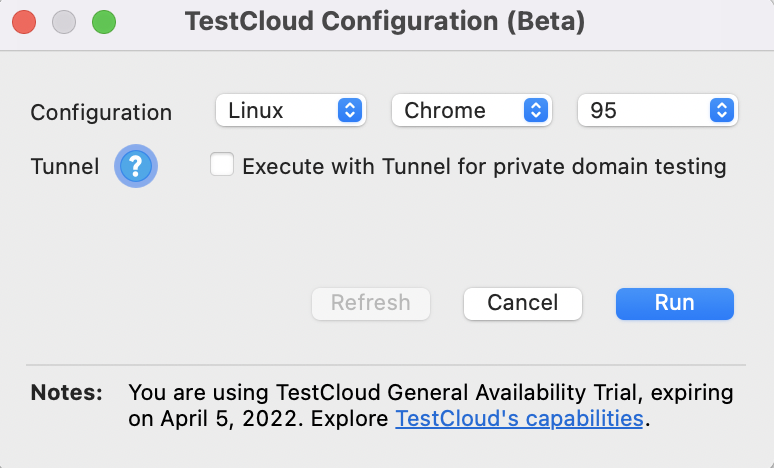 TestCloud Configuration (Beta)
Configuration Linux Chrome 95
Tunnel ? Execute with Tunnel for private domain testing
Refresh Cancel Run
Notes: You are using TestCloud General Availability Trial, expiring
on April 5, 2022. Explore TestCloud's capabilities.